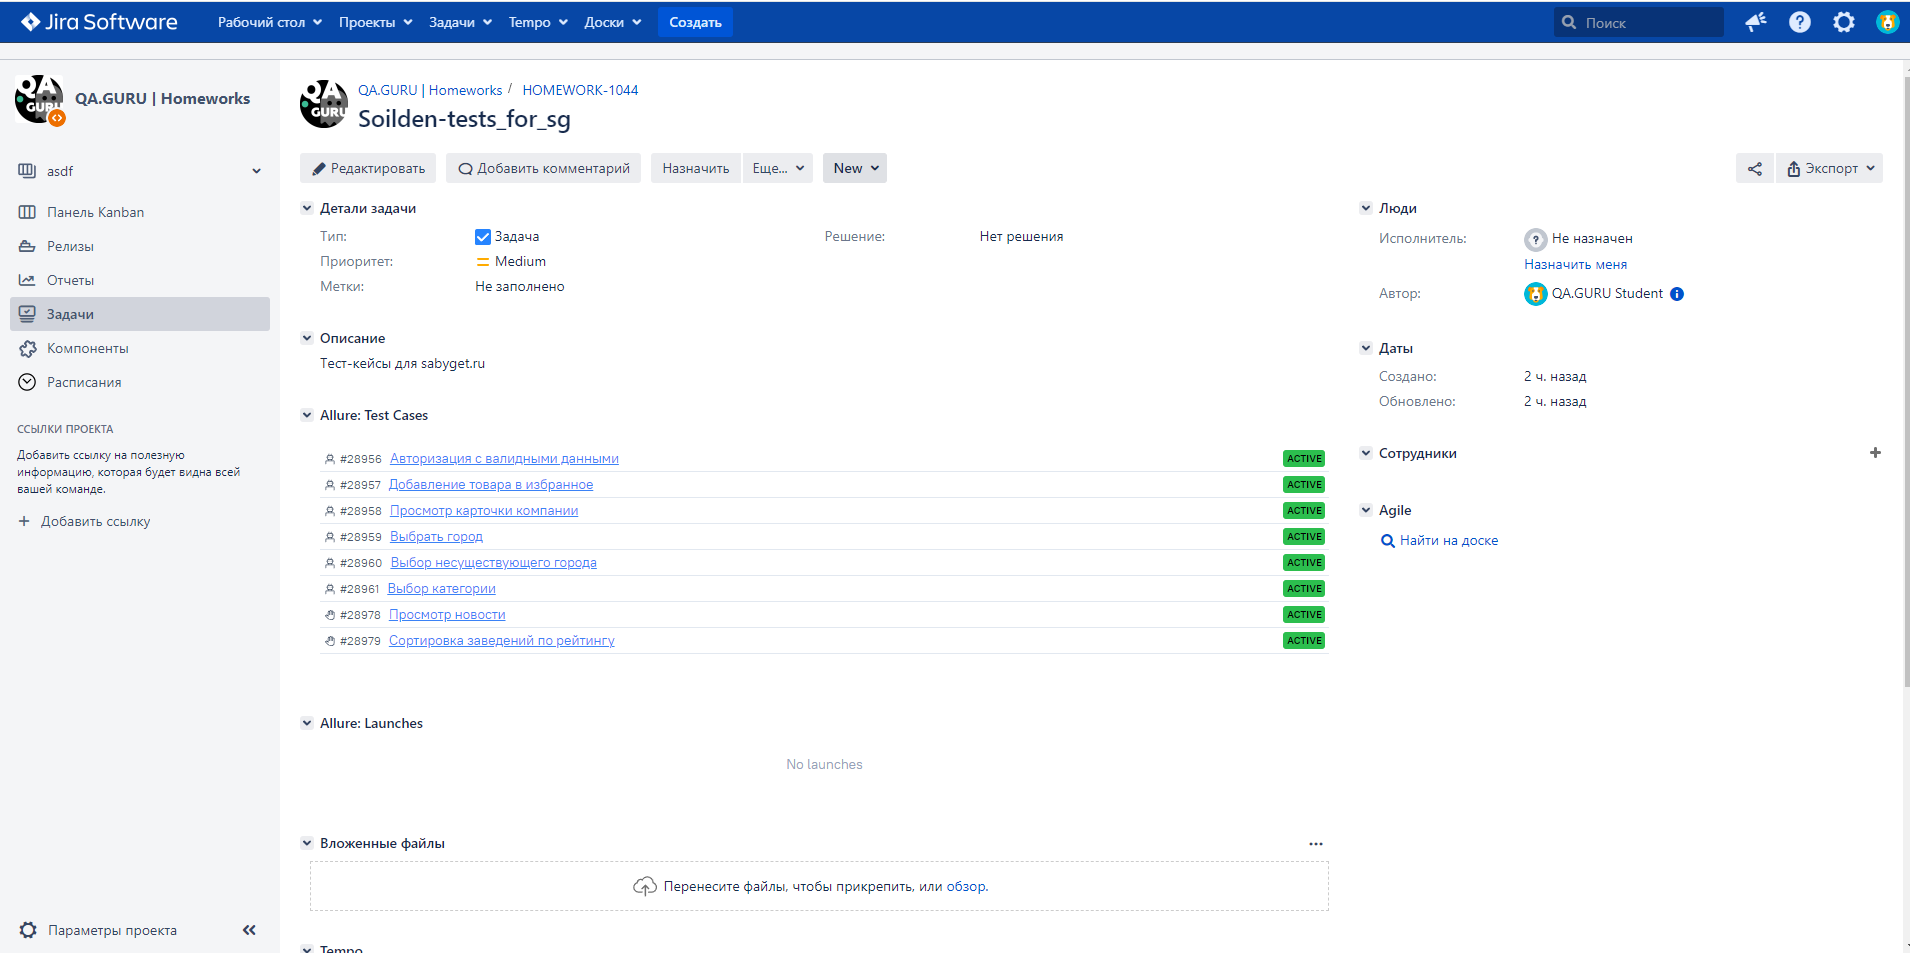 Jira Software
Рабочий стол
Проекты
Задачи
Tempo
Доски
Создать
Поиск
QA GURU
QA.GURU | Homeworks
asdf
Панель Kanban
Релизы
Отчеты
Задачи
Компоненты
Расписания
ССЫЛКИ ПРОЕКТА
Добавить ссылку на полезную
информацию, которая будет видна всей
вашей команде.
+ Добавить ссылку
Параметры проекта
QA GURU
QA.GURU | Homeworks / HOMEWORK-1044
Soilden-tests_for_sg
Редактировать
Добавить комментарий
Назначить
Еще...
New
Экспорт
Детали задачи
Тип: Задача
Решение: Нет решения
Приоритет: Medium
Метки: Не заполнено
Описание
Тест-кейсы для sabyget.ru
Allure: Test Cases
#28956 Авторизация с валидными данными ACTIVE
#28957 Добавление товара в избранное ACTIVE
#28958 Просмотр карточки компании ACTIVE
#28959 Выбрать город ACTIVE
#28960 Выбор несуществующего города ACTIVE
#28961 Выбор категории ACTIVE
#28978 Просмотр новости ACTIVE
#28979 Сортировка заведений по рейтингу ACTIVE
Allure: Launches
No launches
Вложенные файлы
Перенесите файлы, чтобы прикрепить, или обзор.
Tempo
Люди
Исполнитель: Не назначен
Назначить меня
Автор: QA.GURU Student
Даты
Создано: 2 ч. назад
Обновлено: 2 ч. назад
Сотрудники
Agile
Найти на доске